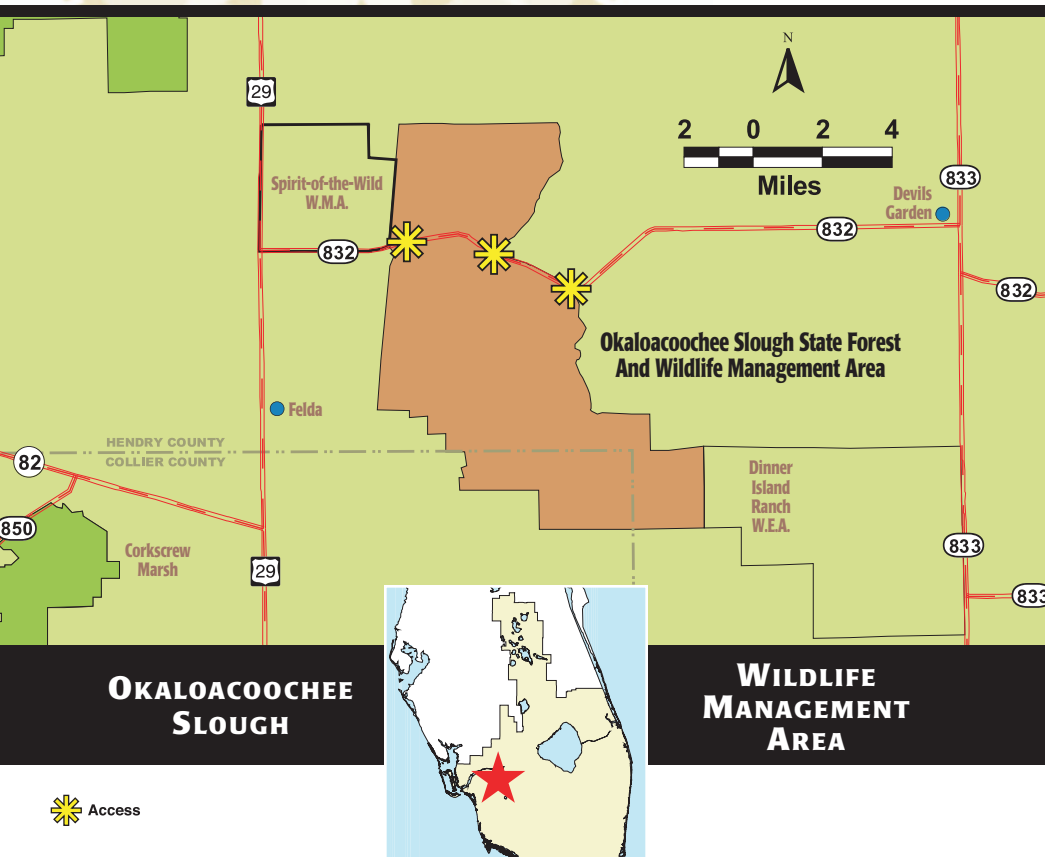 N
29
2 0 2 4
Miles
833
Spirit-of-the-Wild
W.M.A.
Devils
Garden
832
832
832
Okaloacoochee Slough State Forest
And Wildlife Management Area
Felda
HENDRY COUNTY
COLLIER COUNTY
82
Dinner
Island
Ranch
W.E.A.
850
Corkscrew
Marsh
833
29
833
OKALOACOOCHEE
SLOUGH
WILDLIFE
MANAGEMENT
AREA
Access